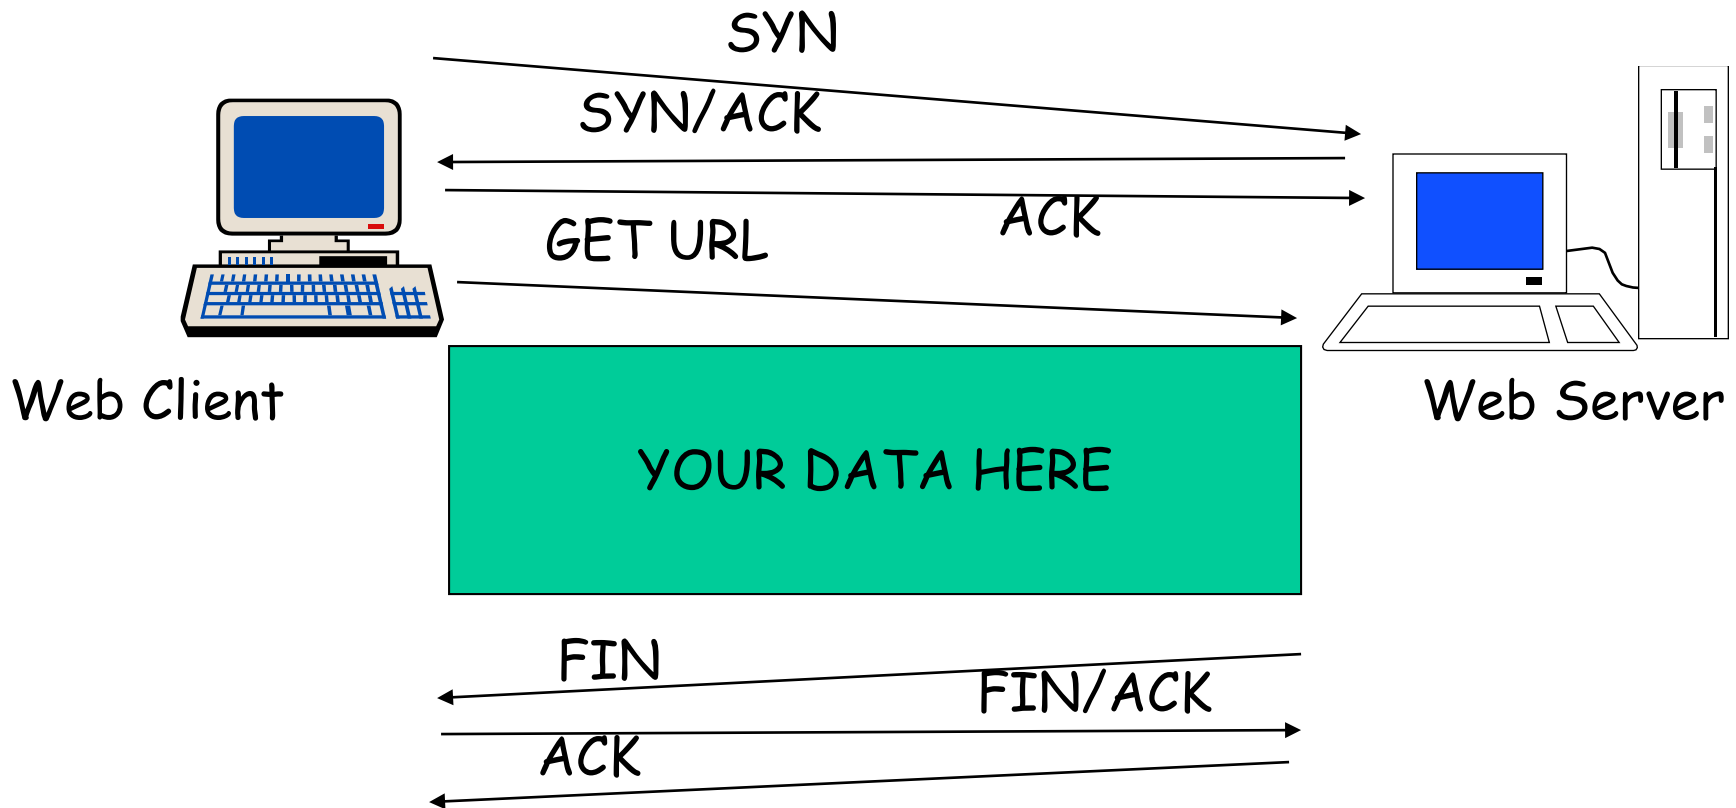 SYN
SYN/ACK
ACK
GET URL
Web Client
Web Server
YOUR DATA HERE
FIN
FIN/ACK
ACK